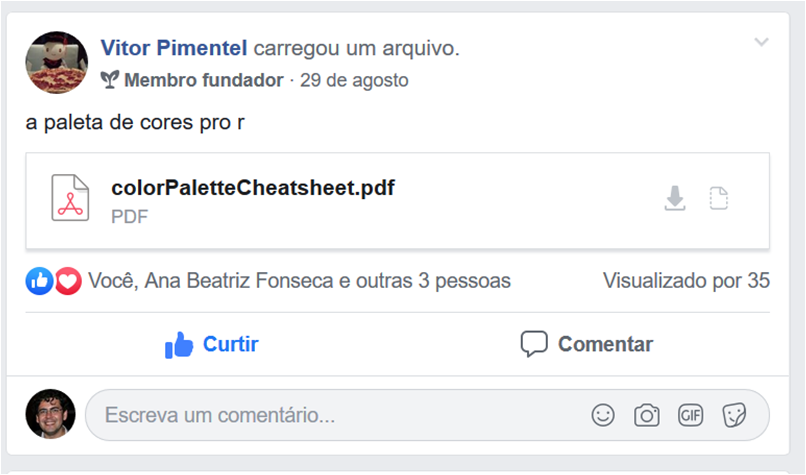 Vitor Pimentel carregou um arquivo.
Membro fundador · 29 de agosto
a paleta de cores pro r
colorPaletteCheatsheet.pdf
PDF
Você, Ana Beatriz Fonseca e outras 3 pessoas Visualizado por 35
Curtir Comentar
Escreva um comentário... GIF